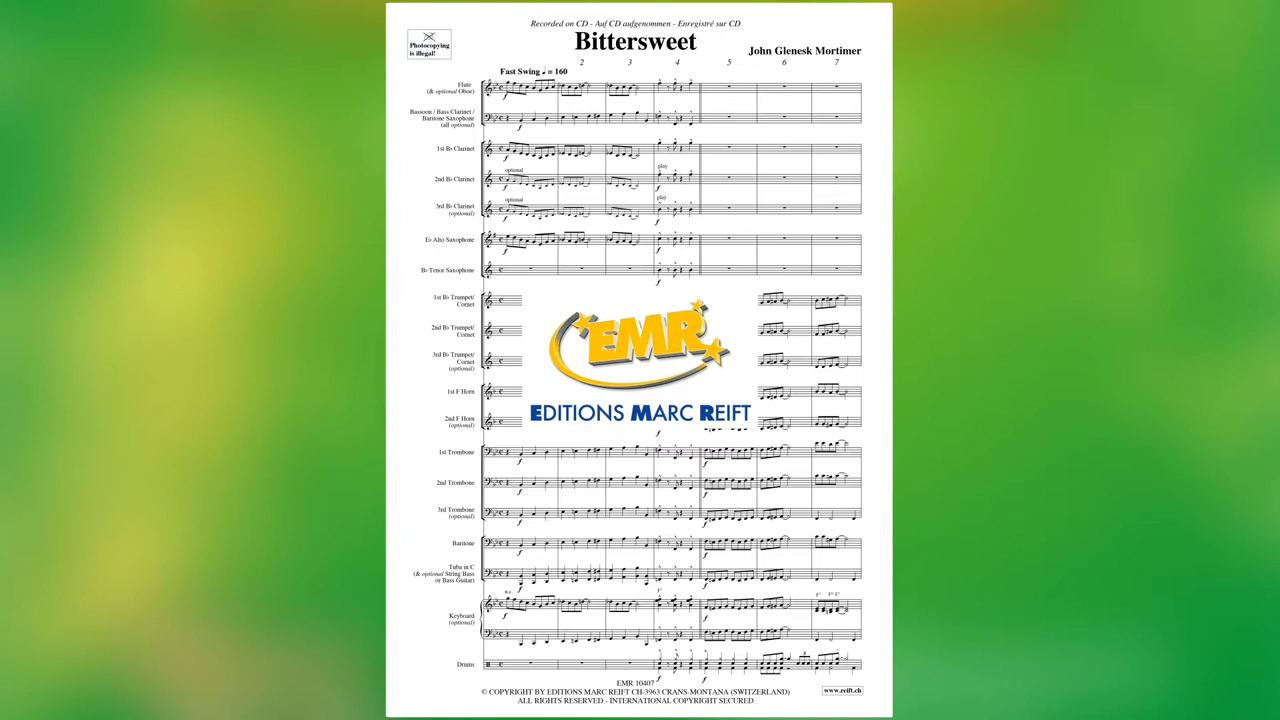 Recorded on CD - Auf CD aufgenommen - Enregistré sur CD
Photocopying
is illegal!
Bittersweet
John Glenesk Mortimer
Fast Swing ♩ = 160
2 3 4 5 6 7
Flute
(& optional Oboe)
Bassoon / Bass Clarinet /
Baritone Saxophone
(all optional)
1st B♭ Clarinet
play
optional
2nd B♭ Clarinet
play
optional
3rd B♭ Clarinet
(optional)
E♭ Alto Saxophone
B♭ Tenor Saxophone
1st B♭ Trumpet/
Cornet
2nd B♭ Trumpet/
Cornet
3rd B♭ Trumpet/
Cornet
(optional)
EMR
EDITIONS MARC REIFT
1st F Horn
2nd F Horn
(optional)
1st Trombone
2nd Trombone
3rd Trombone
(optional)
Baritone
Tuba in C
(& optional String Bass
or Bass Guitar)
n.c.
Keyboard
(optional)
Drums
EMR 10407
© COPYRIGHT BY EDITIONS MARC REIFT CH-3963 CRANS-MONTANA (SWITZERLAND)
ALL RIGHTS RESERVED - INTERNATIONAL COPYRIGHT SECURED
www.reift.ch